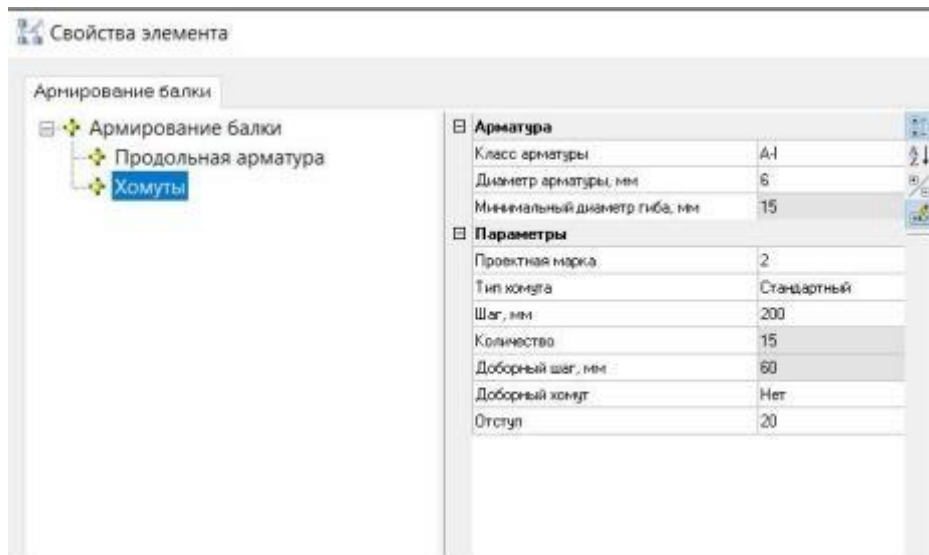 Свойства элемента
Армирование балки
Армирование балки
Продольная арматура
Хомуты
Арматура
Класс арматуры A-I
Диаметр арматуры, мм 6
Минимальный диаметр гиба, мм 15
Параметры
Проектная марка 2
Тип хомута Стандартный
Шаг, мм 200
Количество 15
Доборный шаг, мм 60
Доборный хомут Нет
Отступ 20